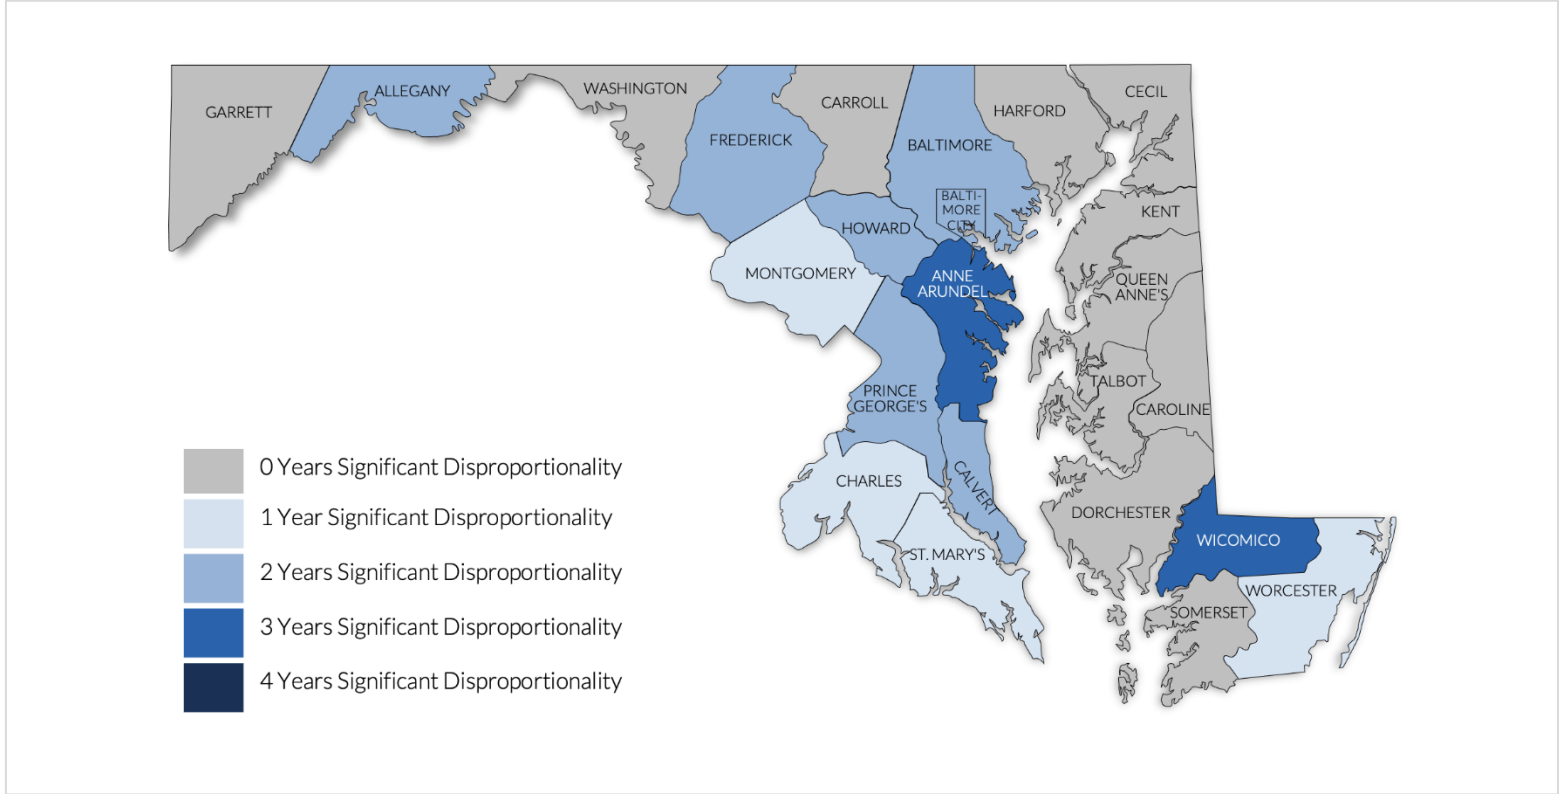 GARRETT
ALLEGANY
WASHINGTON
FREDERICK
CARROLL
BALTIMORE
HARFORD
CECIL
BALTI-
MORE
CITY
KENT
HOWARD
MONTGOMERY
ANNE
ARUNDEL
QUEEN
ANNE'S
PRINCE
GEORGE'S
TALBOT
CAROLINE
CHARLES
CALVERT
DORCHESTER
WICOMICO
ST. MARY'S
WORCESTER
SOMERSET
0 Years Significant Disproportionality
1 Year Significant Disproportionality
2 Years Significant Disproportionality
3 Years Significant Disproportionality
4 Years Significant Disproportionality